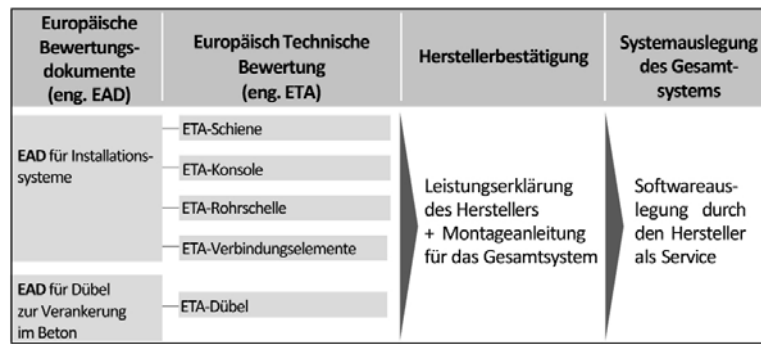 Europäische
Bewertungs-
dokumente
(eng. EAD)
Europäisch Technische
Bewertung
(eng. ETA)
Herstellerbestätigung
Systemauslegung
des Gesamt-
systems
EAD für Installations-
systeme
ETA-Schiene
ETA-Konsole
ETA-Rohrschelle
ETA-Verbindungselemente
EAD für Dübel
zur Verankerung
im Beton
ETA-Dübel
Leistungserklärung
des Herstellers
+ Montageanleitung
für das Gesamtsystem
Softwareaus-
legung durch
den Hersteller
als Service